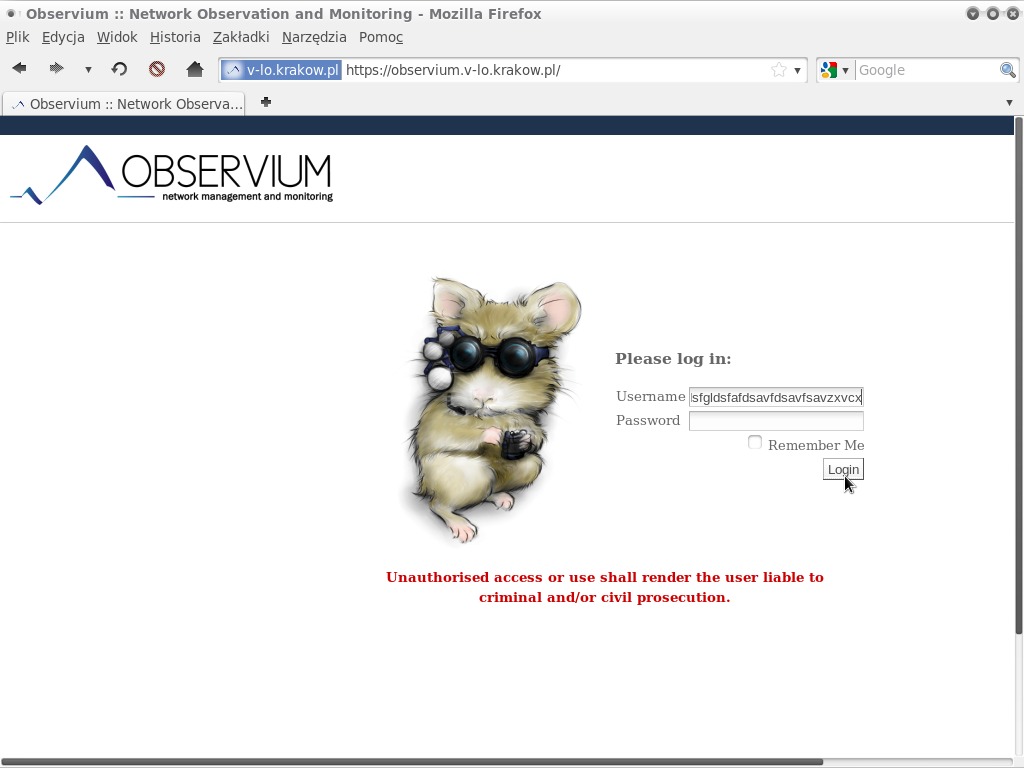 Observium :: Network Observation and Monitoring - Mozilla Firefox
Plik Edycja Widok Historia Zakładki Narzędzia Pomoc
v-lo.krakow.pl https://observium.v-lo.krakow.pl/ Google
Observium :: Network Observa...
OBSERVIUM
network management and monitoring
Please log in:
Username sfgldsfafdsavfdsavfsavzxvcx
Password
Remember Me
Login
Unauthorised access or use shall render the user liable to
criminal and/or civil prosecution.